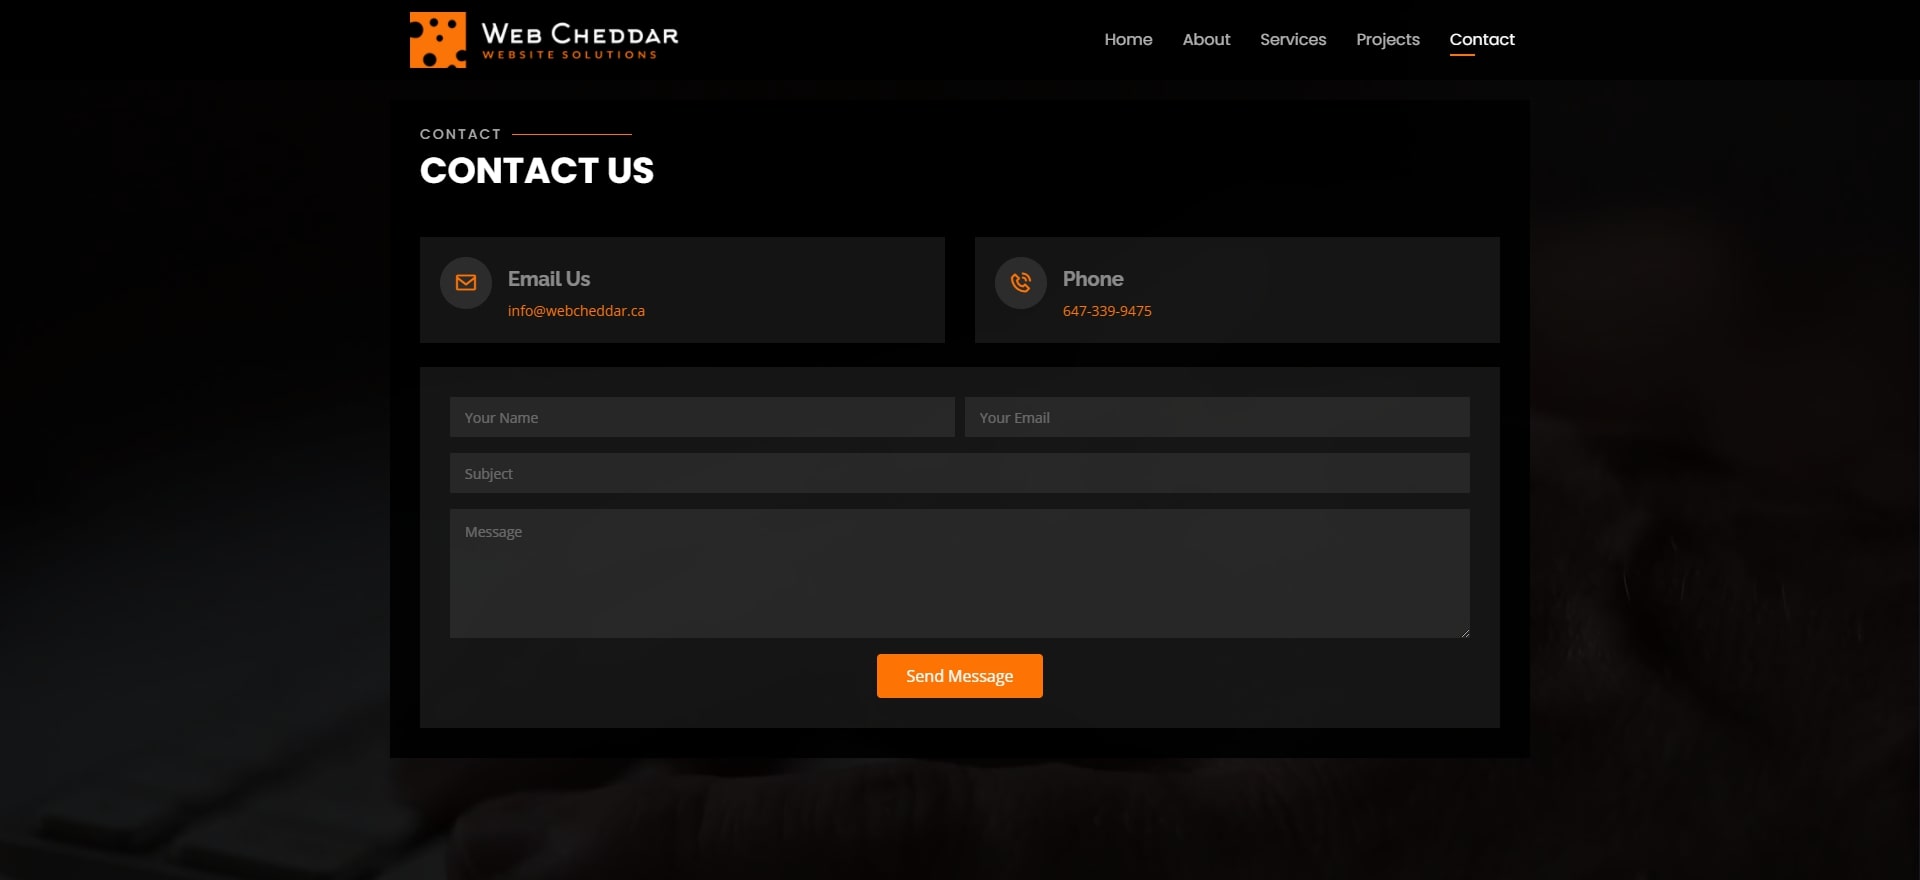 WEB CHEDDAR
WEBSITE SOLUTIONS
Home
About
Services
Projects
Contact
CONTACT
CONTACT US
Email Us
info@webcheddar.ca
Phone
647-339-9475
Your Name
Your Email
Subject
Message
Send Message